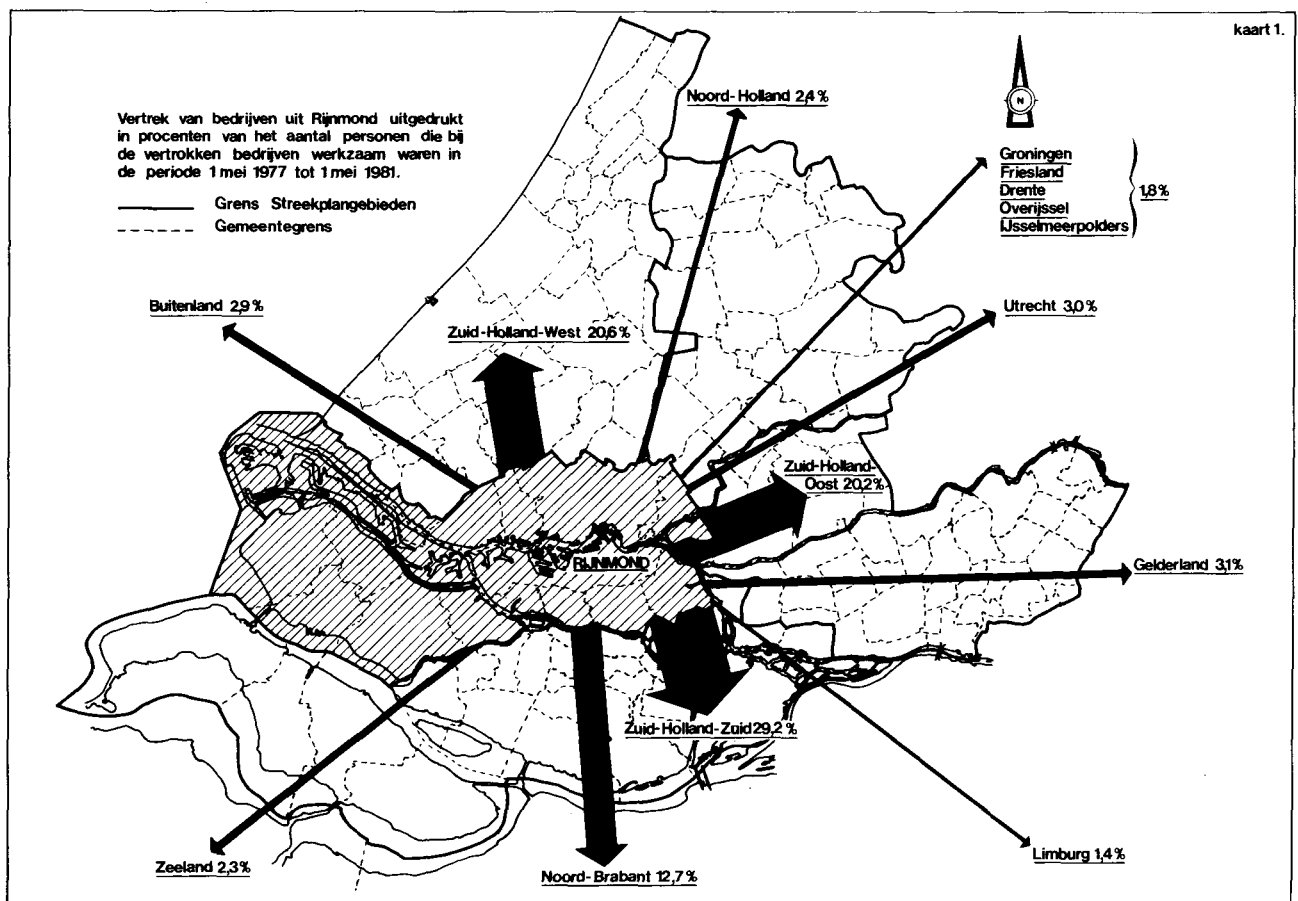 kaart 1.
Vertrek van bedrijven uit Rijnmond uitgedrukt
in procenten van het aantal personen die bij
de vertrokken bedrijven werkzaam waren in
de periode 1 mei 1977 tot 1 mei 1981.
Grens Streekplangebieden
Gemeentegrens
Noord-Holland 2,4%
N
Groningen
Friesland
Drente
Overijssel
IJsselmeerpolders
1,8%
Buitenland 2,9%
Zuid-Holland-West 20,6%
Utrecht 3,0%
Zuid-Holland-
Oost 20,2%
RIJNMOND
Gelderland 3,1%
Zuid-Holland-Zuid 29,2%
Zeeland 2,3%
Noord-Brabant 12,7%
Limburg 1,4%